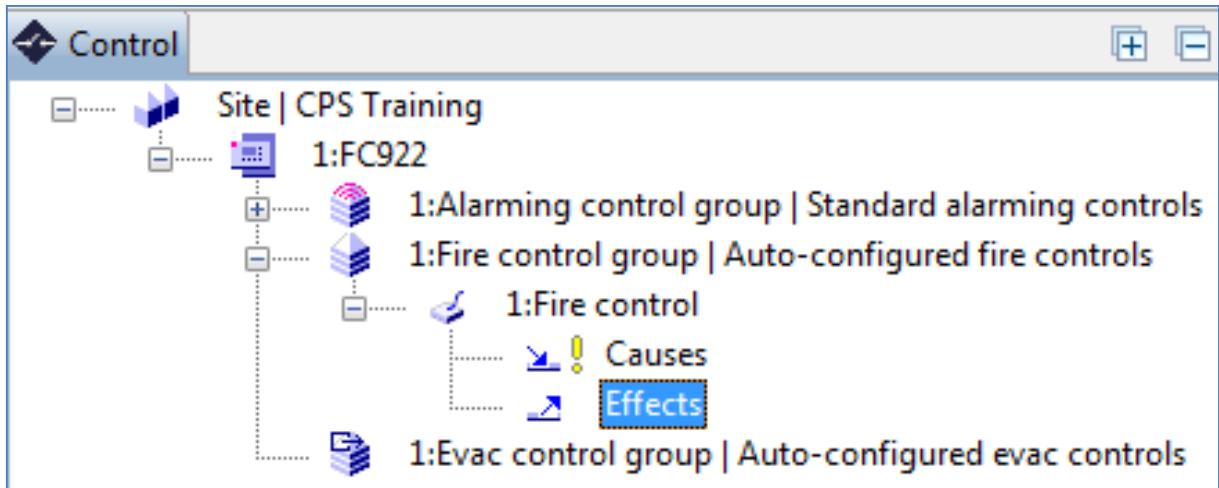 Control
Site | CPS Training
1:FC922
1:Alarming control group | Standard alarming controls
1:Fire control group | Auto-configured fire controls
1:Fire control
Causes
Effects
1:Evac control group | Auto-configured evac controls